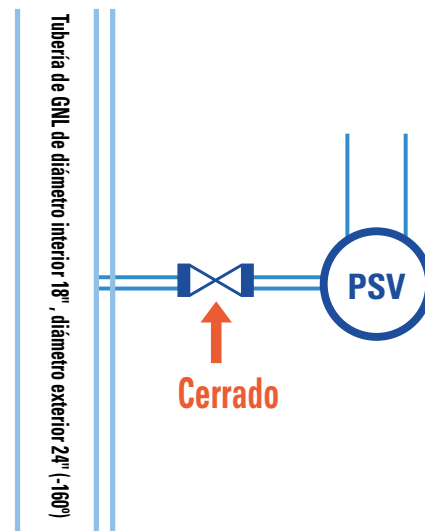 Tubería de GNL de diámetro interior 18" , diámetro exterior 24" (-160º)
PSV
Cerrado